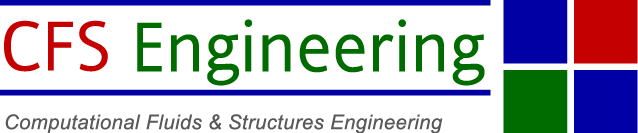 CFS Engineering
Computational Fluids & Structures Engineering